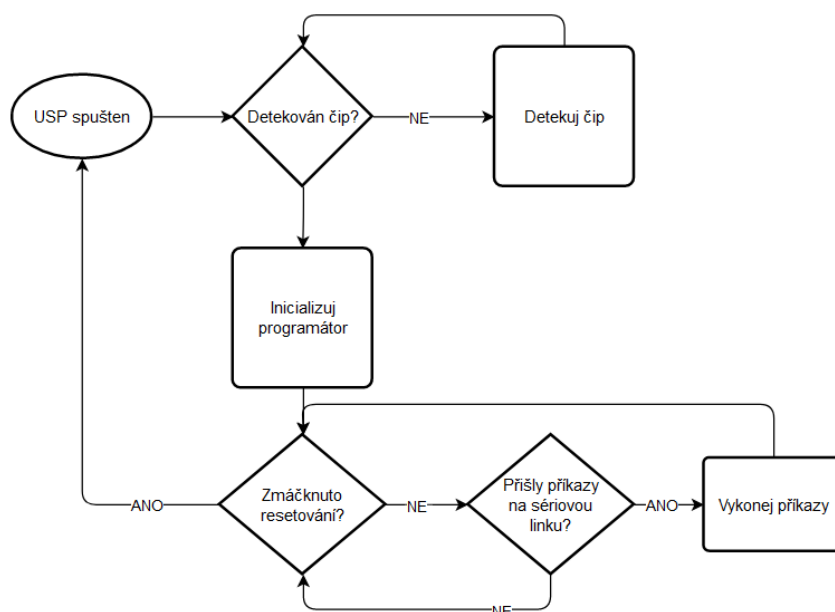 USP spušten
Detekován čip?
NE
Detekuj čip
Inicializuj
programátor
Zmáčknuto
resetování?
NE
Přišly příkazy
na sériovou
linku?
ANO
Vykonej příkazy
ANO
NE